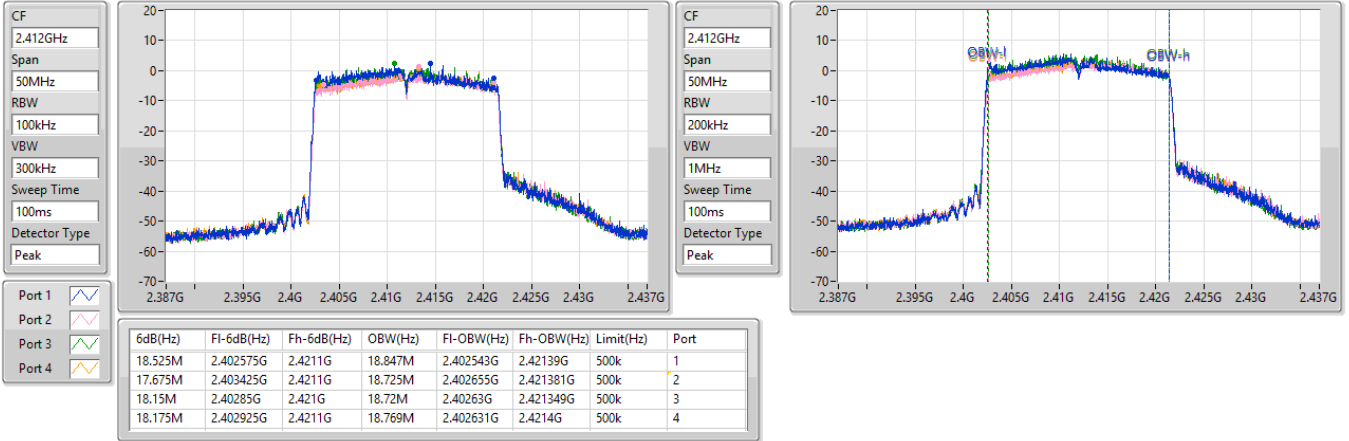 CF
2.412GHz
Span
50MHz
RBW
100kHz
VBW
300kHz
Sweep Time
100ms
Detector Type
Peak
20-
10-
0-
-10-
-20-
-30-
-40-
-50-
-60-
-70-
2.387G 2.395G 2.4G 2.405G 2.41G 2.415G 2.42G 2.425G 2.43G 2.437G
CF
2.412GHz
Span
50MHz
RBW
200kHz
VBW
1MHz
Sweep Time
100ms
Detector Type
Peak
20-
10-
0-
-10-
-20-
-30-
-40-
-50-
-60-
-70-
OBW-l OBW-h
2.387G 2.395G 2.4G 2.405G 2.41G 2.415G 2.42G 2.425G 2.43G 2.437G
Port 1
Port 2
Port 3
Port 4
6dB(Hz) Fl-6dB(Hz) Fh-6dB(Hz) OBW(Hz) Fl-OBW(Hz) Fh-OBW(Hz) Limit(Hz) Port
18.525M 2.402575G 2.4211G 18.847M 2.402543G 2.42139G 500k 1
17.675M 2.403425G 2.4211G 18.725M 2.402655G 2.421381G 500k 2
18.15M 2.40285G 2.421G 18.72M 2.40263G 2.421349G 500k 3
18.175M 2.402925G 2.4211G 18.769M 2.402631G 2.4214G 500k 4